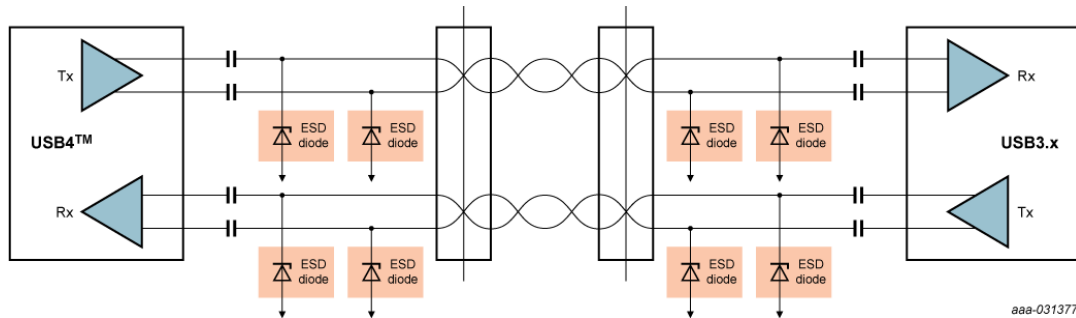 Tx
USB4™
Rx
ESD
diode
ESD
diode
ESD
diode
ESD
diode
ESD
diode
ESD
diode
ESD
diode
ESD
diode
Rx
USB3.x
Tx
aaa-031377